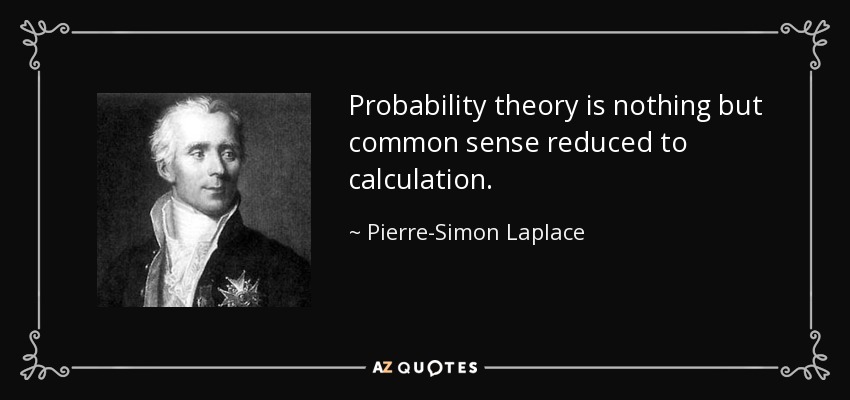 Probability theory is nothing but
common sense reduced to
calculation.
~ Pierre-Simon Laplace
AZ QUOTES